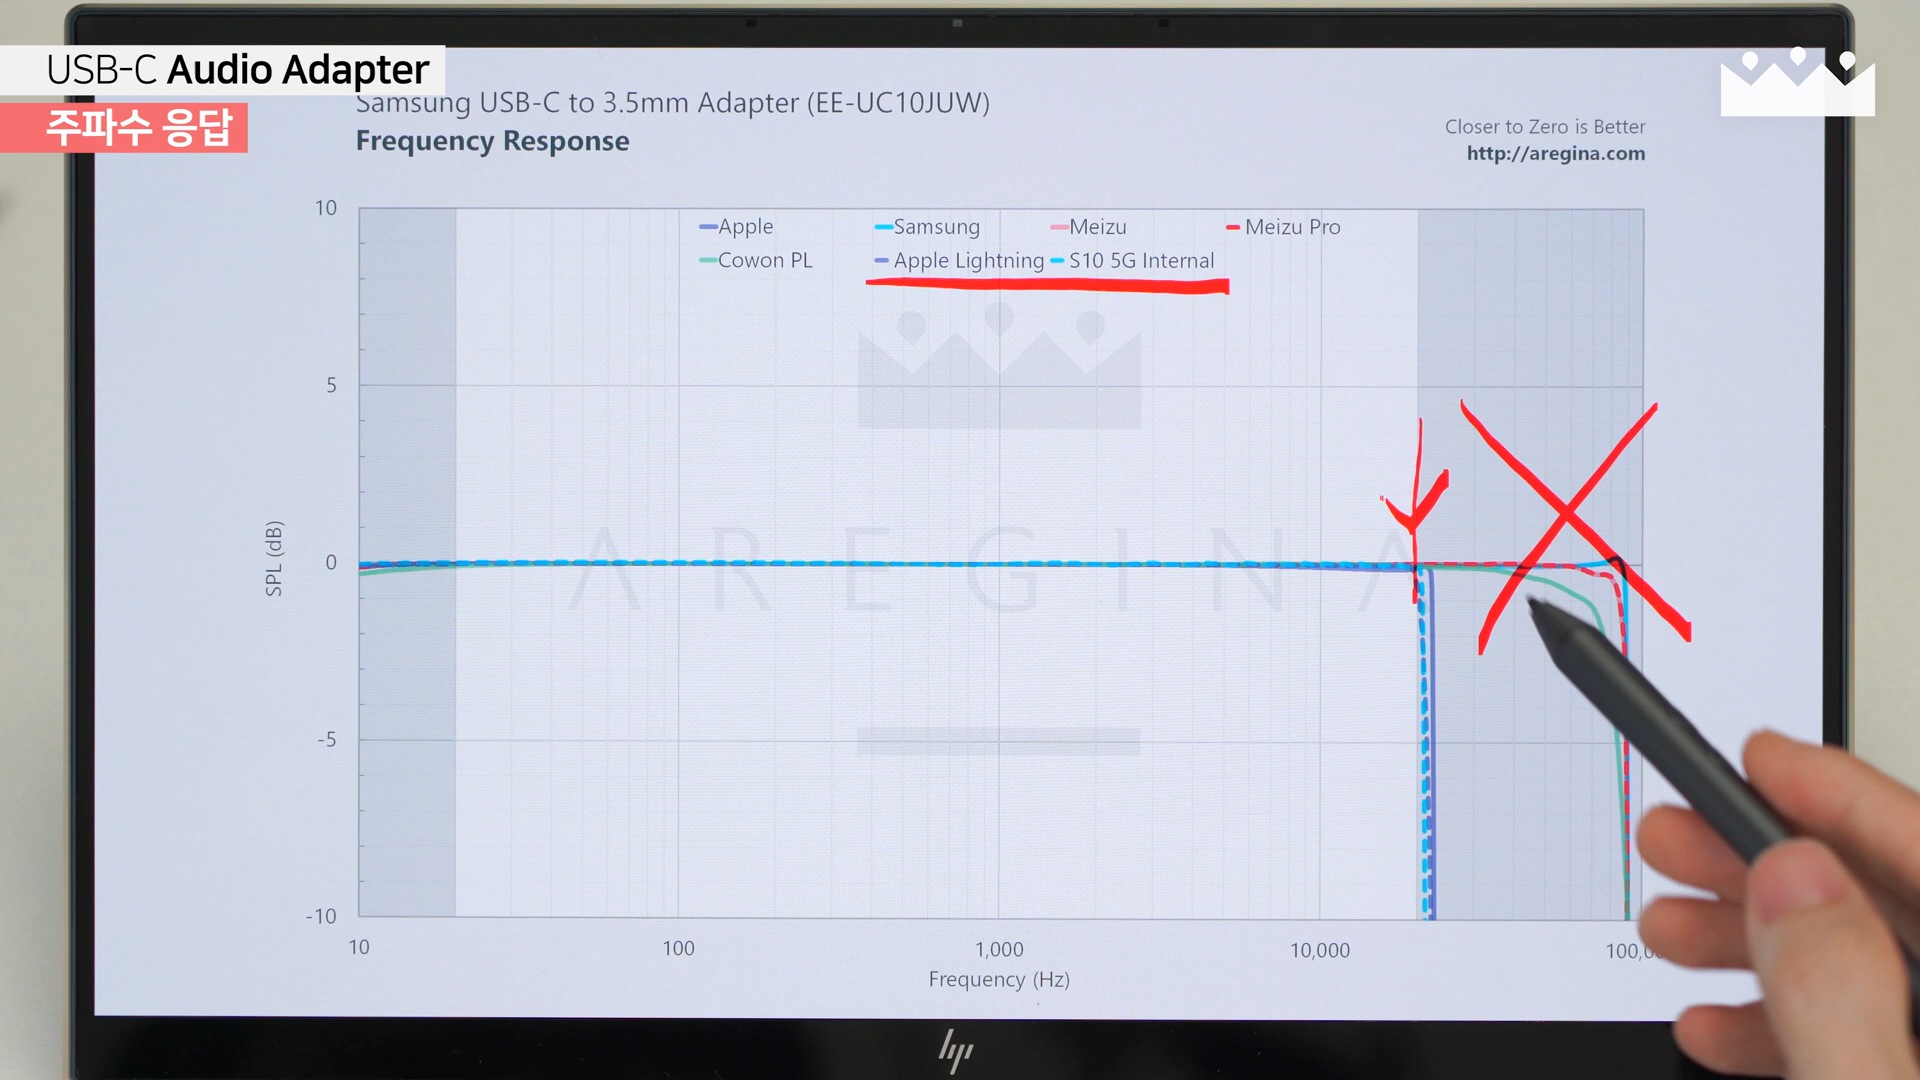 USB-C Audio Adapter
주파수 응답
Samsung USB-C to 3.5mm Adapter (EE-UC10JUW)
Frequency Response
Closer to Zero is Better
http://aregina.com
Apple Samsung Meizu Meizu Pro
Cowon PL Apple Lightning S10 5G Internal
10
5
0
-5
-10
SPL (dB)
AREGINA
10 100 1,000 10,000
Frequency (Hz)
hp